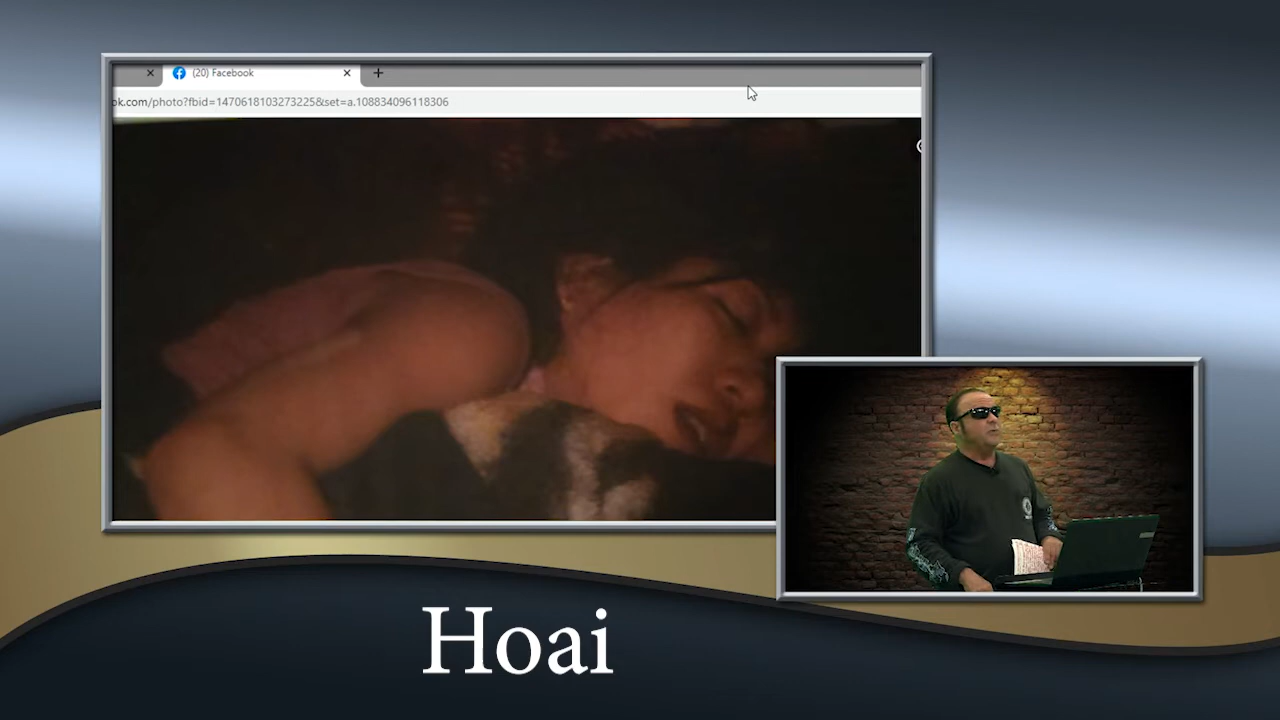 (20) Facebook
ok.com/photo?fbid=1470618103273225&set=a.108834096118306
Hoai